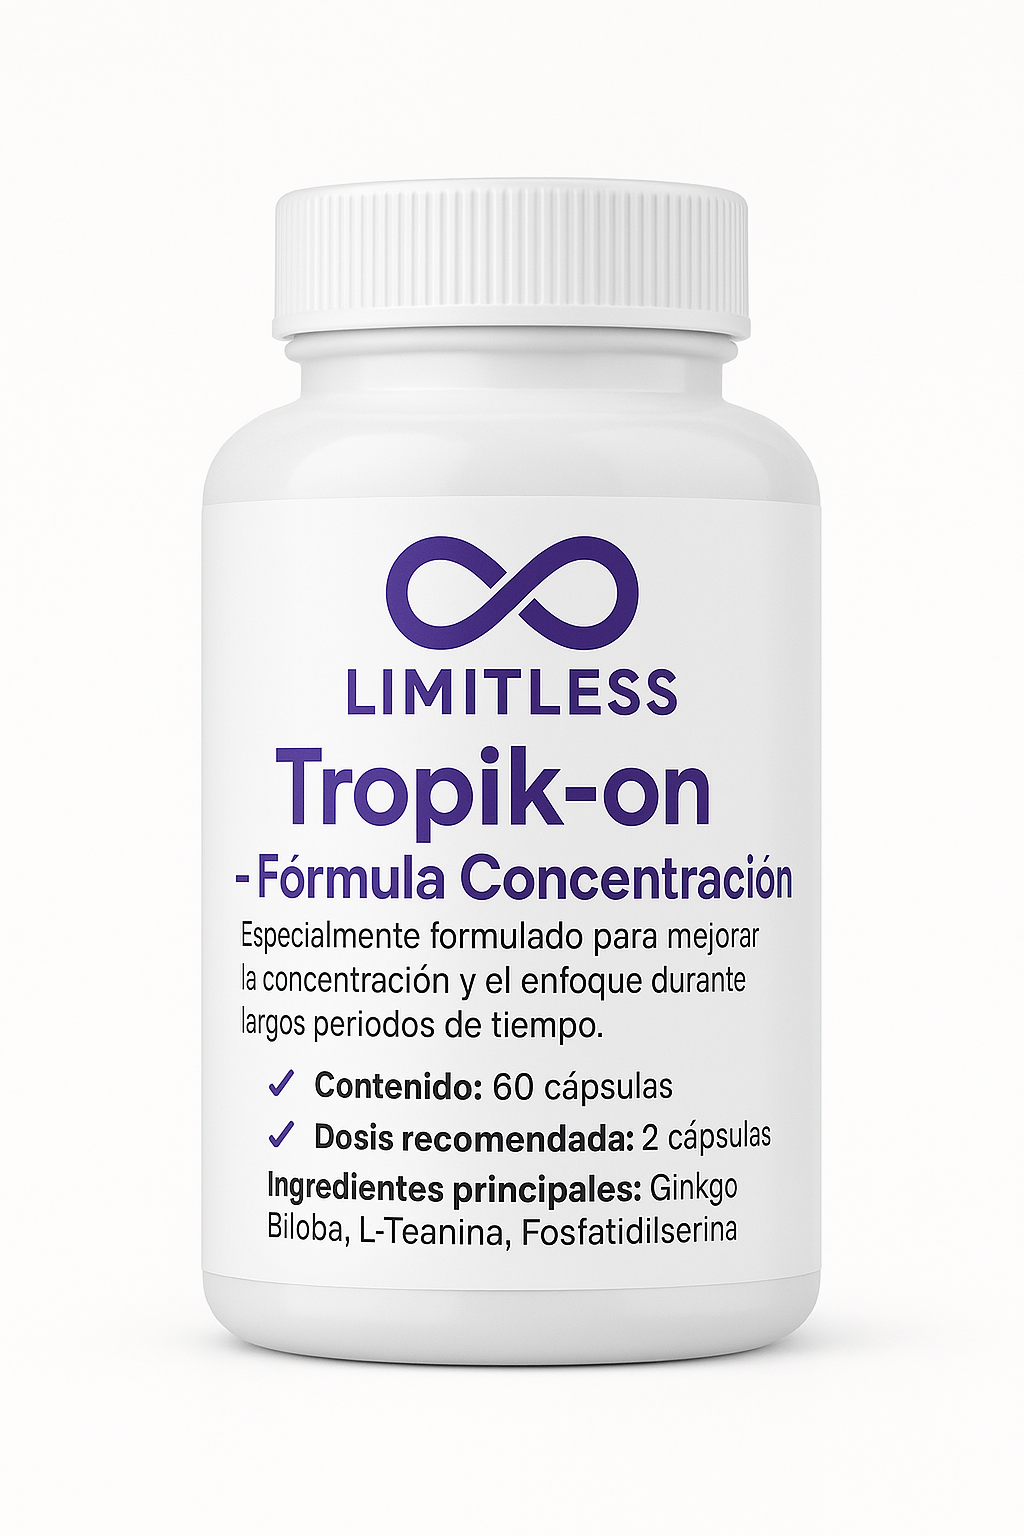 LIMITLESS
Tropik-on
- Fórmula Concentración
Especialmente formulado para mejorar
la concentración y el enfoque durante
largos periodos de tiempo.
✓ Contenido: 60 cápsulas
✓ Dosis recomendada: 2 cápsulas
Ingredientes principales: Ginkgo
Biloba, L-Teanina, Fosfatidilserina